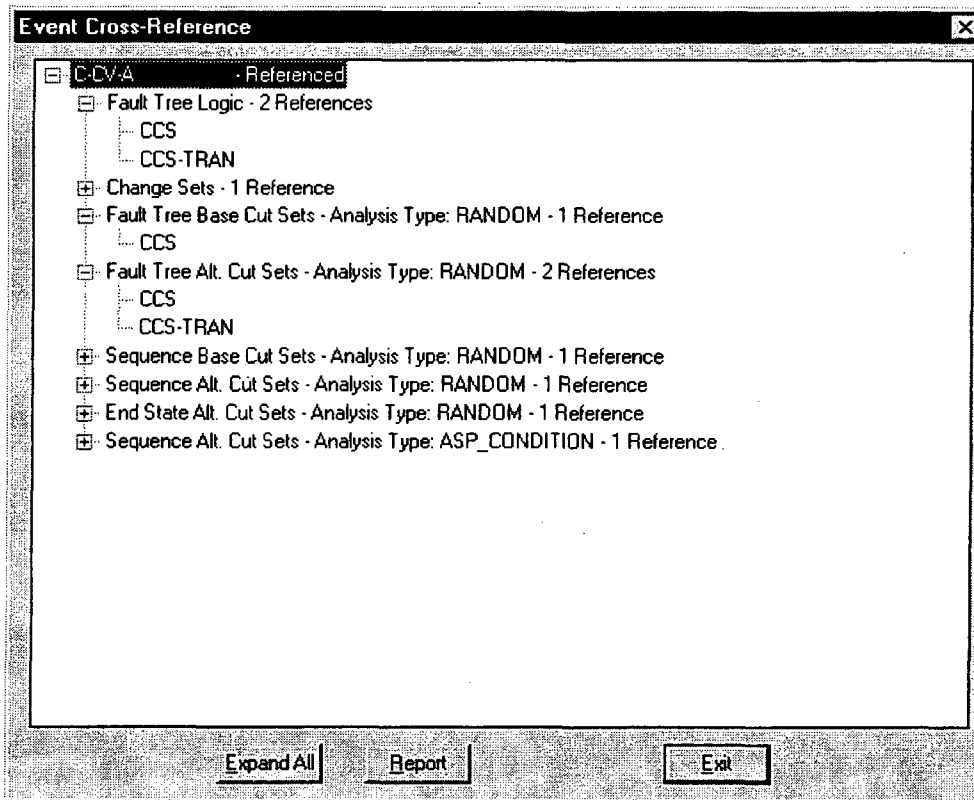 Event Cross-Reference
C-CV-A - Referenced
Fault Tree Logic - 2 References
CCS
CCS-TRAN
Change Sets - 1 Reference
Fault Tree Base Cut Sets - Analysis Type: RANDOM - 1 Reference
CCS
Fault Tree Alt. Cut Sets - Analysis Type: RANDOM - 2 References
CCS
CCS-TRAN
Sequence Base Cut Sets - Analysis Type: RANDOM - 1 Reference
Sequence Alt. Cut Sets - Analysis Type: RANDOM - 1 Reference
End State Alt. Cut Sets - Analysis Type: RANDOM - 1 Reference
Sequence Alt. Cut Sets - Analysis Type: ASP_CONDITION - 1 Reference
Expand All Report Exit